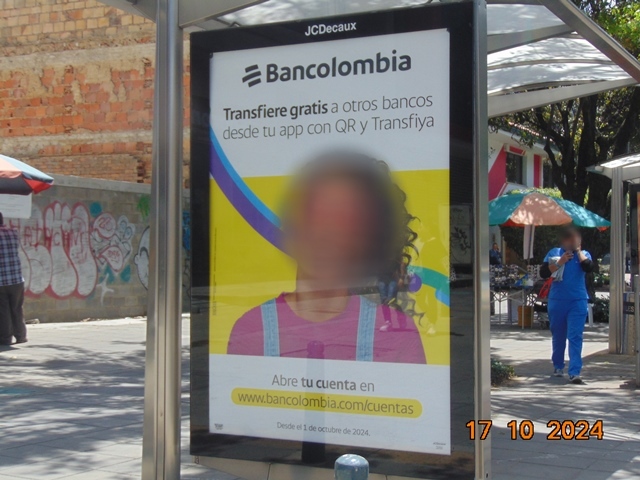 JCDecaux
Bancolombia
Transfiere gratis a otros bancos
desde tu app con QR y Transfiya
Abre tu cuenta en
www.bancolombia.com/cuentas
Desde el 1 de octubre de 2024.
17 10 2024